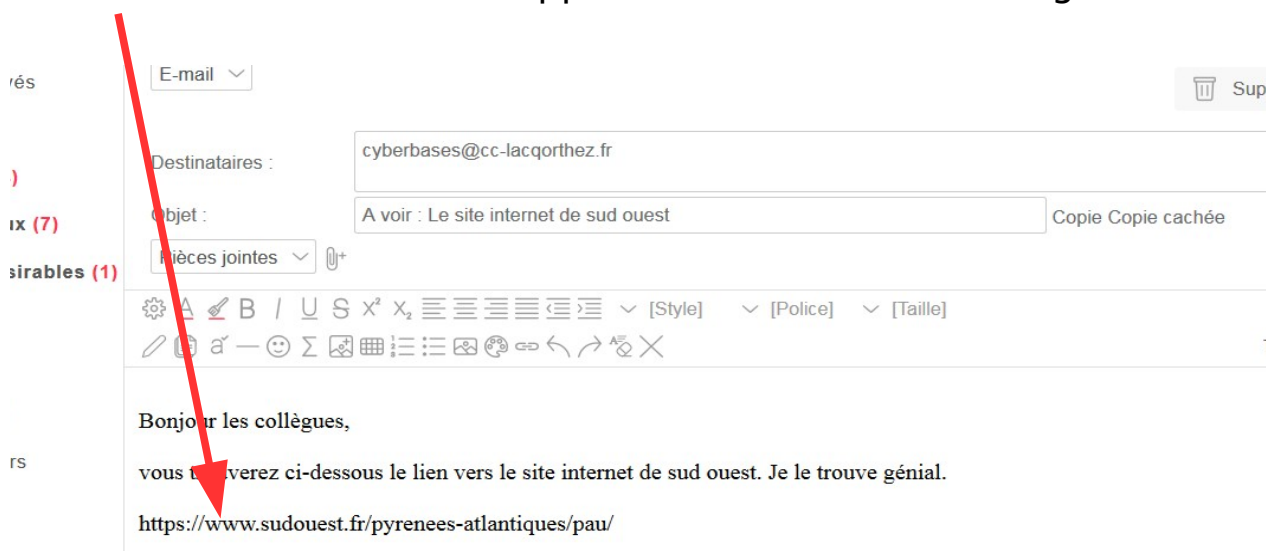 E-mail
Sup
Destinataires :
cyberbases@cc-lacqorthez.fr
ux (7)
Objet :
A voir : Le site internet de sud ouest
Copie Copie cachée
Pièces jointes
sirables (1)
[Style] [Police] [Taille]
Bonjour les collègues,
rs
vous trouverez ci-dessous le lien vers le site internet de sud ouest. Je le trouve génial.
https://www.sudouest.fr/pyrenees-atlantiques/pau/